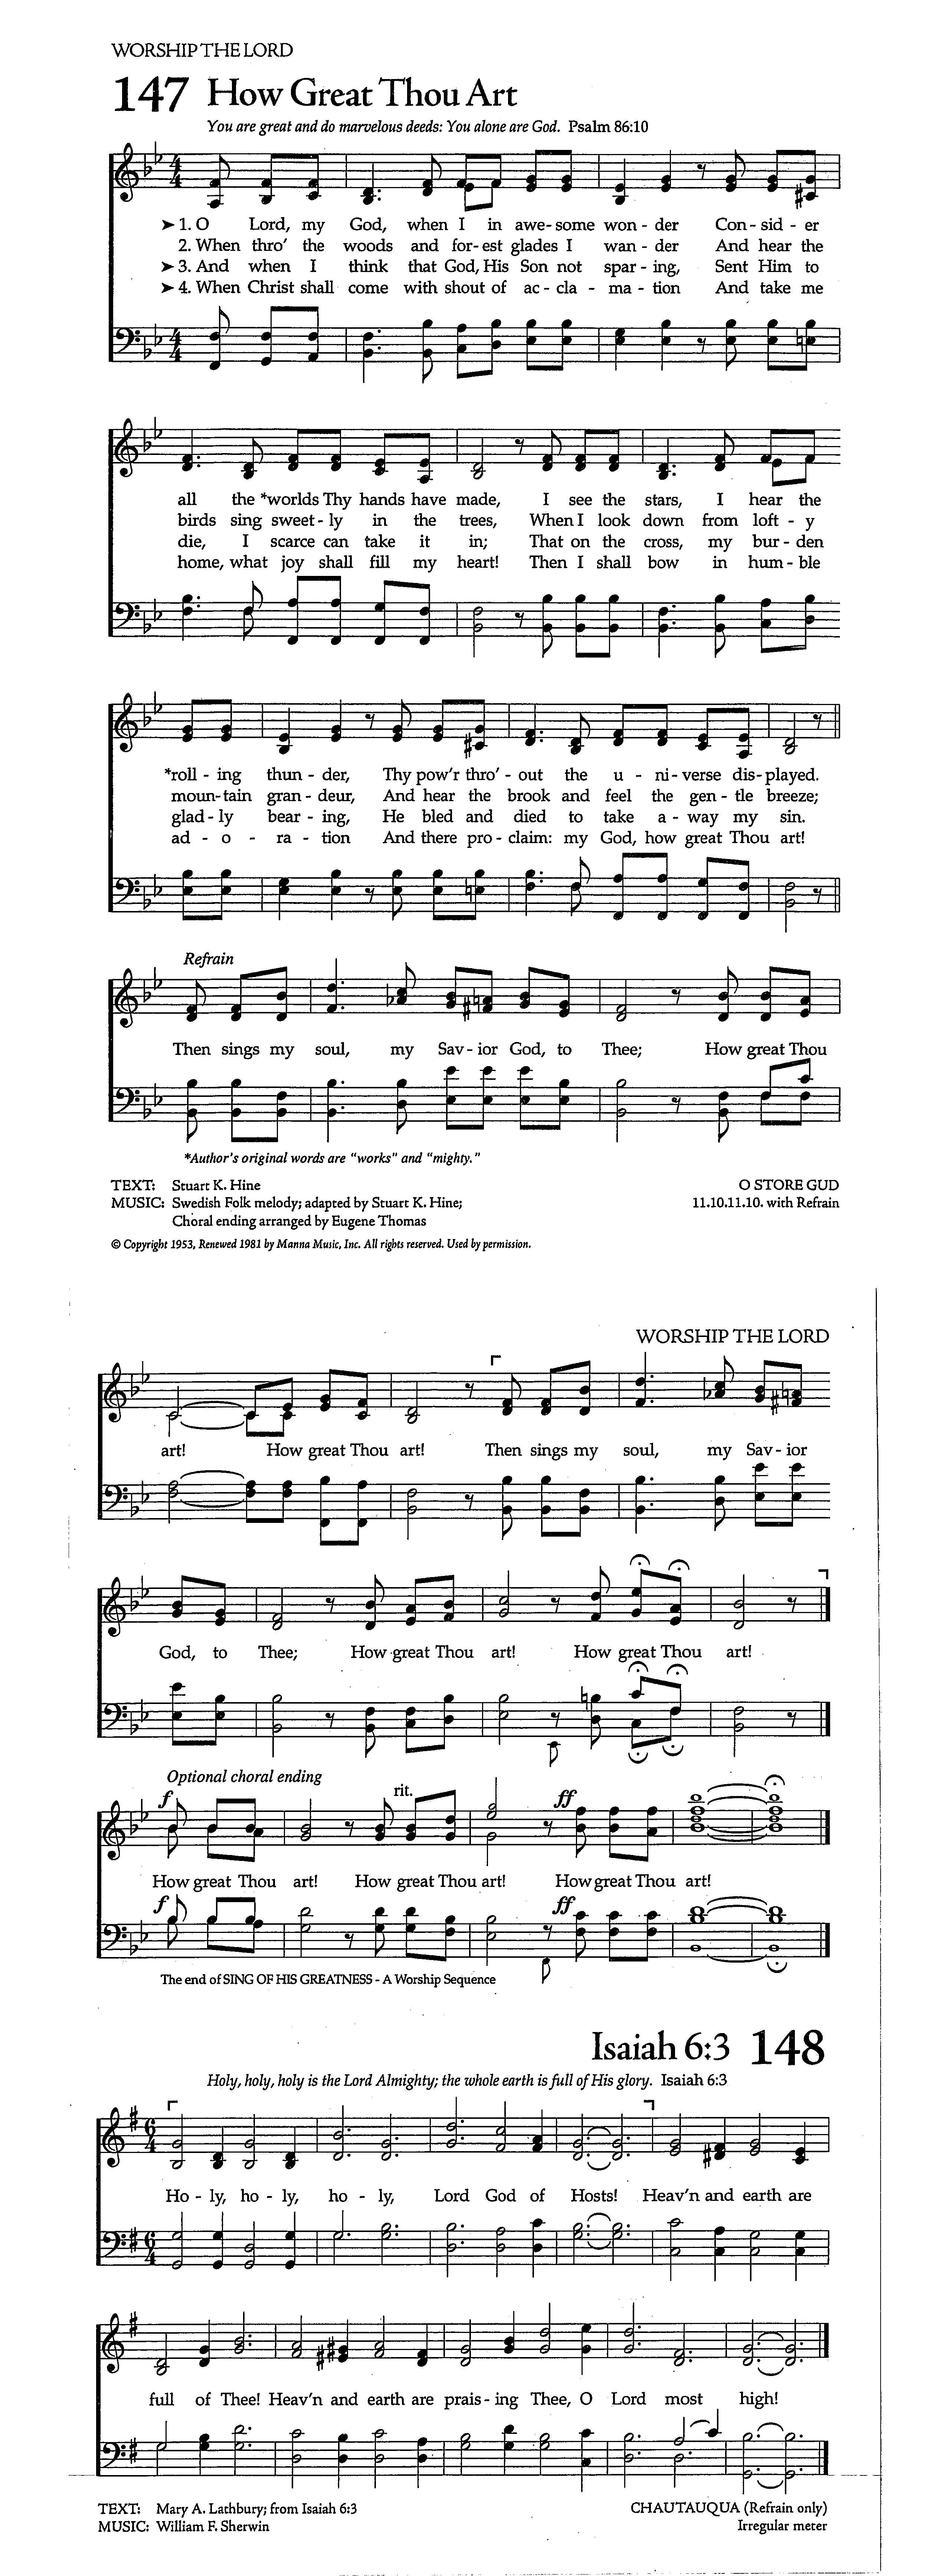 WORSHIP THE LORD
147 How Great Thou Art
You are great and do marvelous deeds: You alone are God. Psalm 86:10
➤ 1. O Lord, my God, when I in awe-some won - der Con - sid - er
2. When thro' the woods and for - est glades I wan - der And hear the
➤ 3. And when I think that God, His Son not spar - ing, Sent Him to
➤ 4. When Christ shall come with shout of ac - cla - ma - tion And take me
all the *worlds Thy hands have made, I see the stars, I hear the
birds sing sweet - ly in the trees, When I look down from loft - y
die, I scarce can take it in; That on the cross, my bur - den
home, what joy shall fill my heart! Then I shall bow in hum - ble
*roll - ing thun - der, Thy pow'r thro' - out the u - ni - verse dis - played.
moun - tain gran - deur, And hear the brook and feel the gen - tle breeze;
glad - ly bear - ing, He bled and died to take a - way my sin.
ad - o - ra - tion And there pro - claim: my God, how great Thou art!
Refrain
Then sings my soul, my Sav - ior God, to Thee; How great Thou
*Author's original words are "works" and "mighty."
TEXT: Stuart K. Hine O STORE GUD
MUSIC: Swedish Folk melody; adapted by Stuart K. Hine; 11.10.11.10. with Refrain
Choral ending arranged by Eugene Thomas
© Copyright 1953, Renewed 1981 by Manna Music, Inc. All rights reserved. Used by permission.
WORSHIP THE LORD
art! How great Thou art! Then sings my soul, my Sav - ior
God, to Thee; How great Thou art! How great Thou art!
Optional choral ending
f rit. ff
How great Thou art! How great Thou art! How great Thou art!
f ff
The end of SING OF HIS GREATNESS - A Worship Sequence
Isaiah 6:3 148
Holy, holy, holy is the Lord Almighty; the whole earth is full of His glory. Isaiah 6:3
Ho - ly, ho - ly, ho - ly, Lord God of Hosts! Heav'n and earth are
full of Thee! Heav'n and earth are prais - ing Thee, O Lord most high!
TEXT: Mary A. Lathbury; from Isaiah 6:3 CHAUTAUQUA (Refrain only)
MUSIC: William F. Sherwin Irregular meter